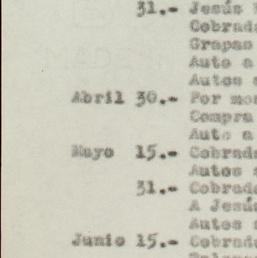 31.- Jesús
Cobrad
Grapas
Auto a
Autos
Abril 30.- Por mo
Compra
Auto a
Mayo 15.- Cobrad
Autos
31.- Cobrad
A Jesú
Autos
Junio 15.- Cobrad